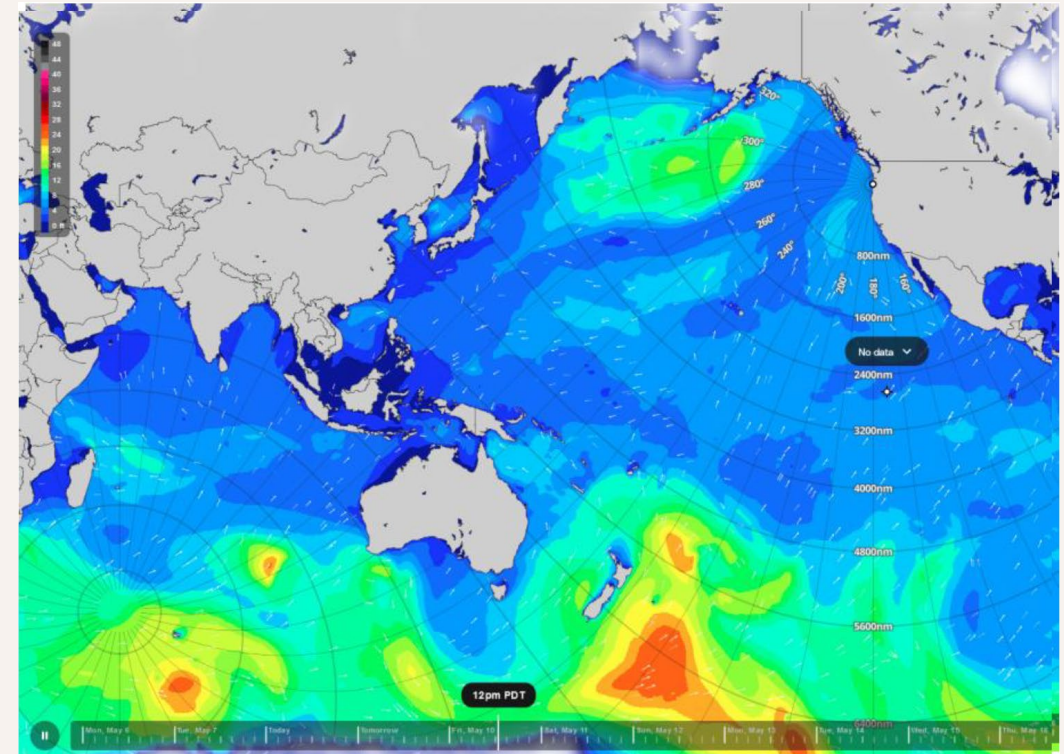 48
44
40
36
32
28
24
20
16
12
0 ft
320°
300°
280°
260°
240°
200°
180°
160°
800nm
1600nm
No data
2400nm
3200nm
4000nm
4800nm
5600nm
6400nm
12pm PDT
Mon, May 6
Tue, May 7
Today
Tomorrow
Fri, May 10
Sat, May 11
Sun, May 12
Mon, May 13
Tue, May 14
Wed, May 15
Thu, May 16